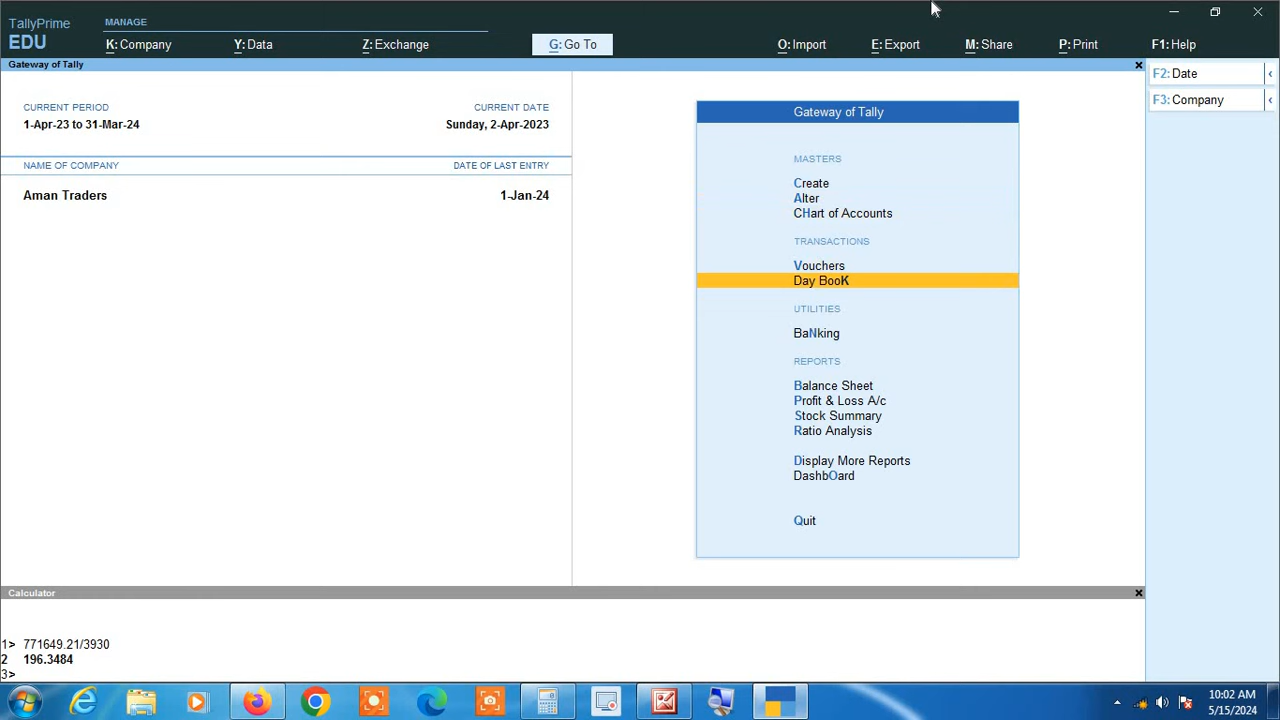 TallyPrime
EDU
MANAGE
K: Company
Y: Data
Z: Exchange
G: Go To
O: Import
E: Export
M: Share
P: Print
F1: Help
Gateway of Tally
F2: Date
F3: Company
CURRENT PERIOD
CURRENT DATE
1-Apr-23 to 31-Mar-24
Sunday, 2-Apr-2023
NAME OF COMPANY
DATE OF LAST ENTRY
Aman Traders
1-Jan-24
Gateway of Tally
MASTERS
Create
Alter
CHart of Accounts
TRANSACTIONS
Vouchers
Day BooK
UTILITIES
BaNking
REPORTS
Balance Sheet
Profit & Loss A/c
Stock Summary
Ratio Analysis
Display More Reports
DashbOard
Quit
Calculator
1> 771649.21/3930
2 196.3484
3>
10:02 AM
5/15/2024